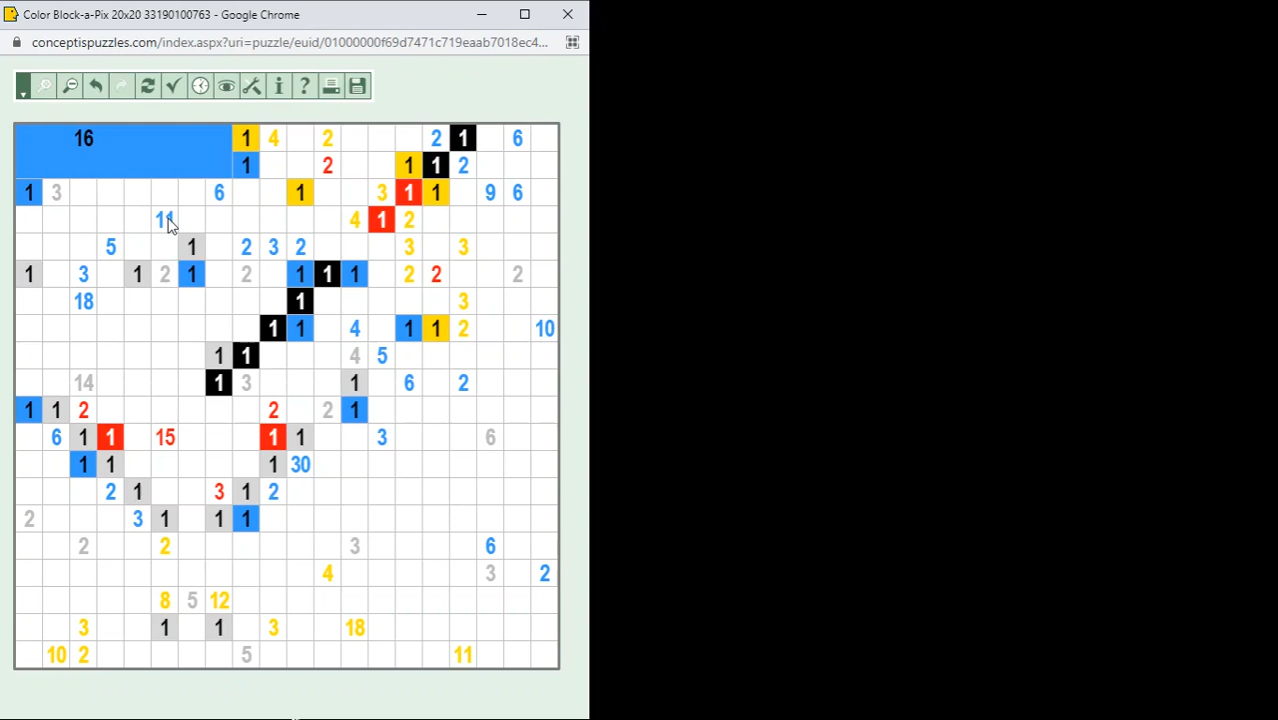 Color Block-a-Pix 20x20 33190100763 - Google Chrome
conceptispuzzles.com/index.aspx?uri=puzzle/euid/01000000f69d7471c719eaab7018ec4...
16 1 4 2 2 1 6
1 2 1 1 2
1 3 6 1 3 1 1 9 6
11 4 1 2
5 1 2 3 2 3 3
1 3 1 2 1 2 1 1 1 2 2 2
18 1 3
1 1 4 1 1 2 10
1 1 4 5
14 1 3 1 6 2
1 1 2 2 2 1
6 1 1 15 1 1 3 6
1 1 1 30
2 1 3 1 2
2 3 1 1 1
2 2 3 6
4 3 2
8 5 12
3 1 1 3 18
10 2 5 11